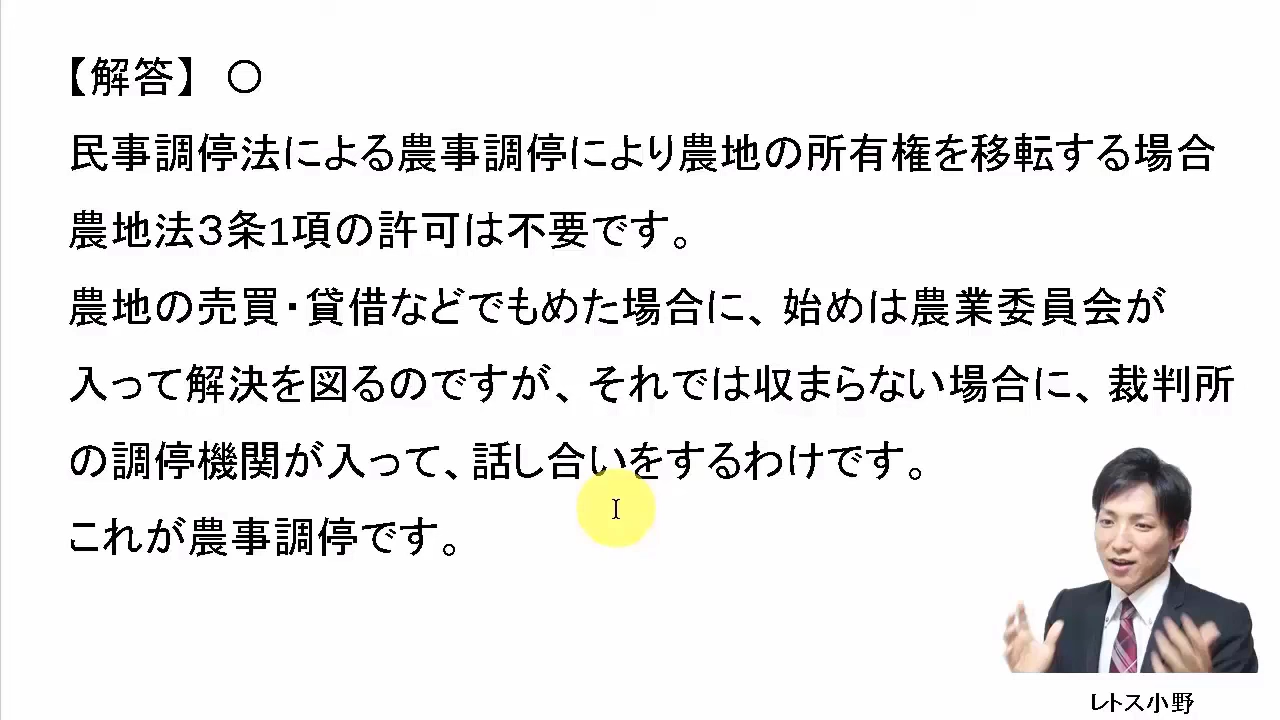 【解答】 ○
民事調停法による農事調停により農地の所有権を移転する場合
農地法３条1項の許可は不要です。
農地の売買・貸借などでもめた場合に、始めは農業委員会が
入って解決を図るのですが、それでは収まらない場合に、裁判所
の調停機関が入って、話し合いをするわけです。
これが農事調停です。
レトス小野